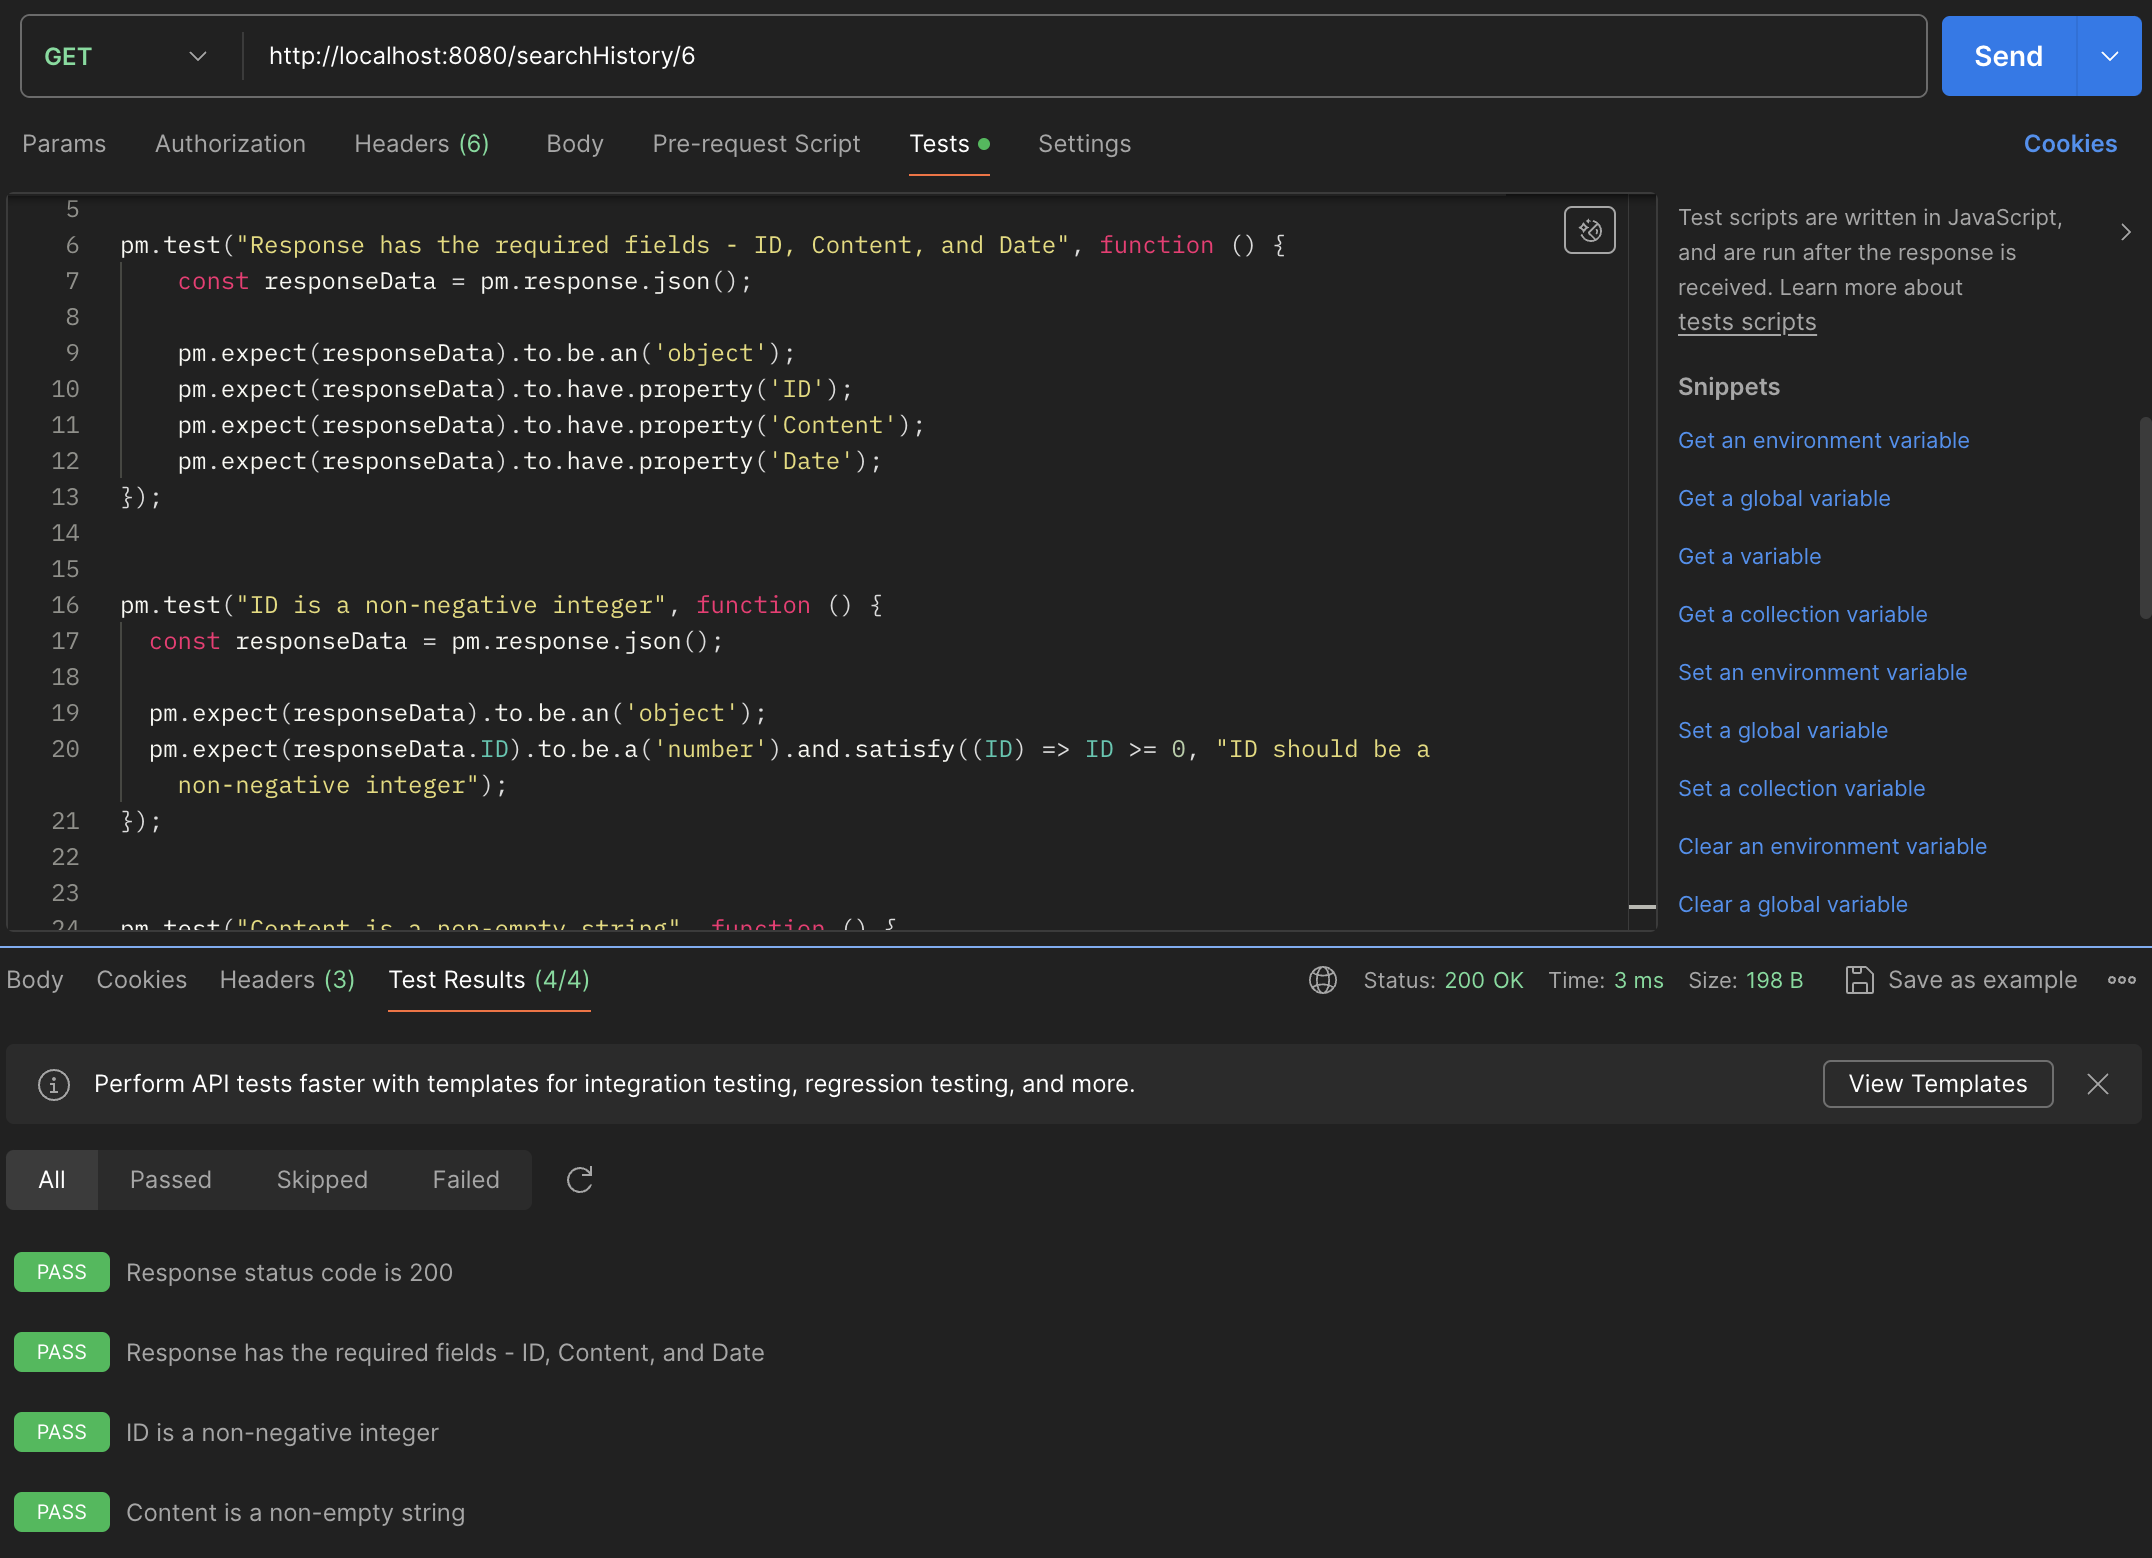 GET http://localhost:8080/searchHistory/6 Send
Params Authorization Headers (6) Body Pre-request Script Tests Settings Cookies
5
6 pm.test("Response has the required fields - ID, Content, and Date", function () {
7 const responseData = pm.response.json();
8
9 pm.expect(responseData).to.be.an('object');
10 pm.expect(responseData).to.have.property('ID');
11 pm.expect(responseData).to.have.property('Content');
12 pm.expect(responseData).to.have.property('Date');
13 });
14
15
16 pm.test("ID is a non-negative integer", function () {
17 const responseData = pm.response.json();
18
19 pm.expect(responseData).to.be.an('object');
20 pm.expect(responseData.ID).to.be.a('number').and.satisfy((ID) => ID >= 0, "ID should be a
non-negative integer");
21 });
22
23
24 pm.test("Content is a non-empty string", function () {
Test scripts are written in JavaScript,
and are run after the response is
received. Learn more about
tests scripts
Snippets
Get an environment variable
Get a global variable
Get a variable
Get a collection variable
Set an environment variable
Set a global variable
Set a collection variable
Clear an environment variable
Clear a global variable
Body Cookies Headers (3) Test Results (4/4) Status: 200 OK Time: 3 ms Size: 198 B Save as example
Perform API tests faster with templates for integration testing, regression testing, and more. View Templates
All Passed Skipped Failed
PASS Response status code is 200
PASS Response has the required fields - ID, Content, and Date
PASS ID is a non-negative integer
PASS Content is a non-empty string